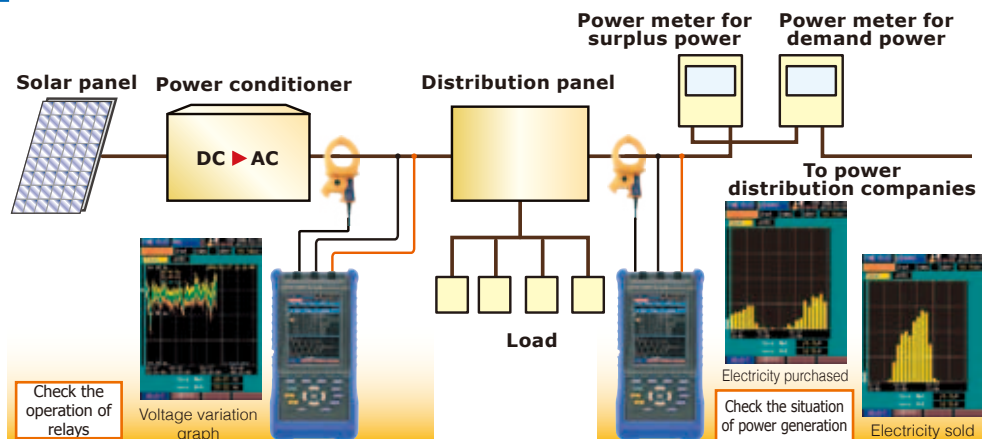 Power meter for
surplus power
Power meter for
demand power
Solar panel
Power conditioner
Distribution panel
DC ▶ AC
To power
distribution companies
Load
Check the
operation of
relays
Voltage variation
graph
Electricity purchased
Check the situation
of power generation
Electricity sold